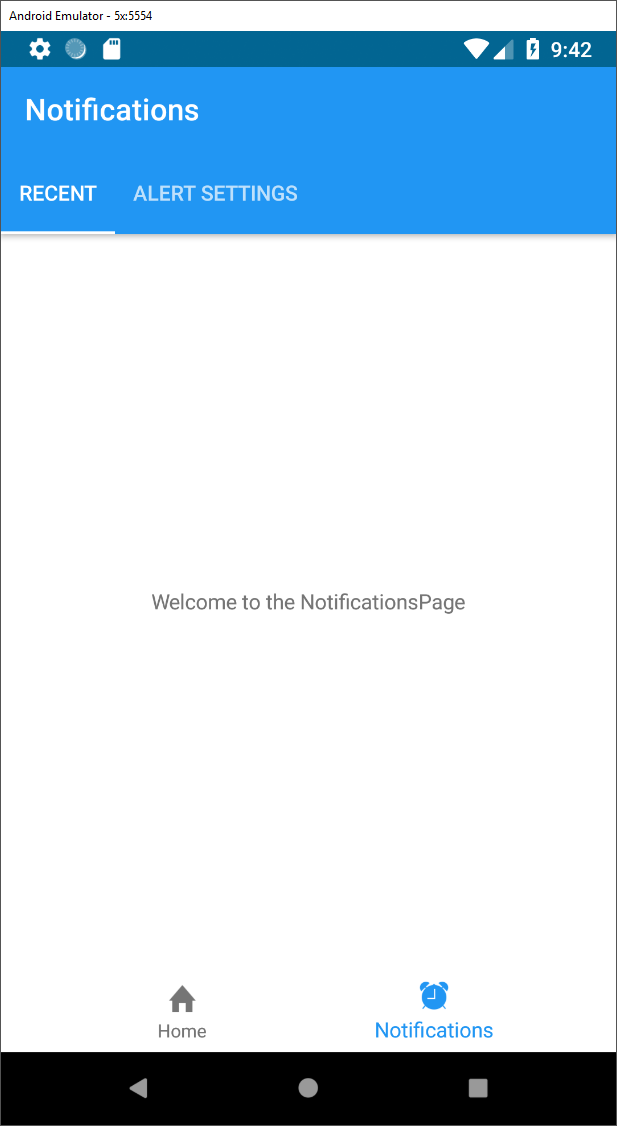 Android Emulator - 5x:5554
9:42
Notifications
RECENT ALERT SETTINGS
Welcome to the NotificationsPage
Home Notifications